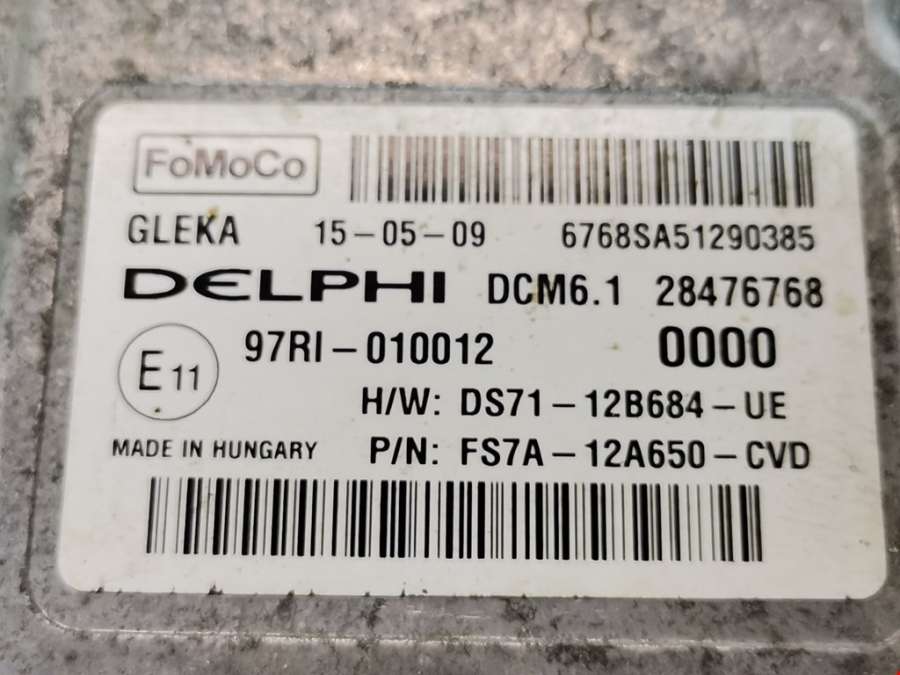 FoMoCo
GLEKA 15-05-09 6768SA51290385
DELPHI DCM6.1 28476768
E11 97RI-010012 0000
H/W: DS71-12B684-UE
MADE IN HUNGARY P/N: FS7A-12A650-CVD